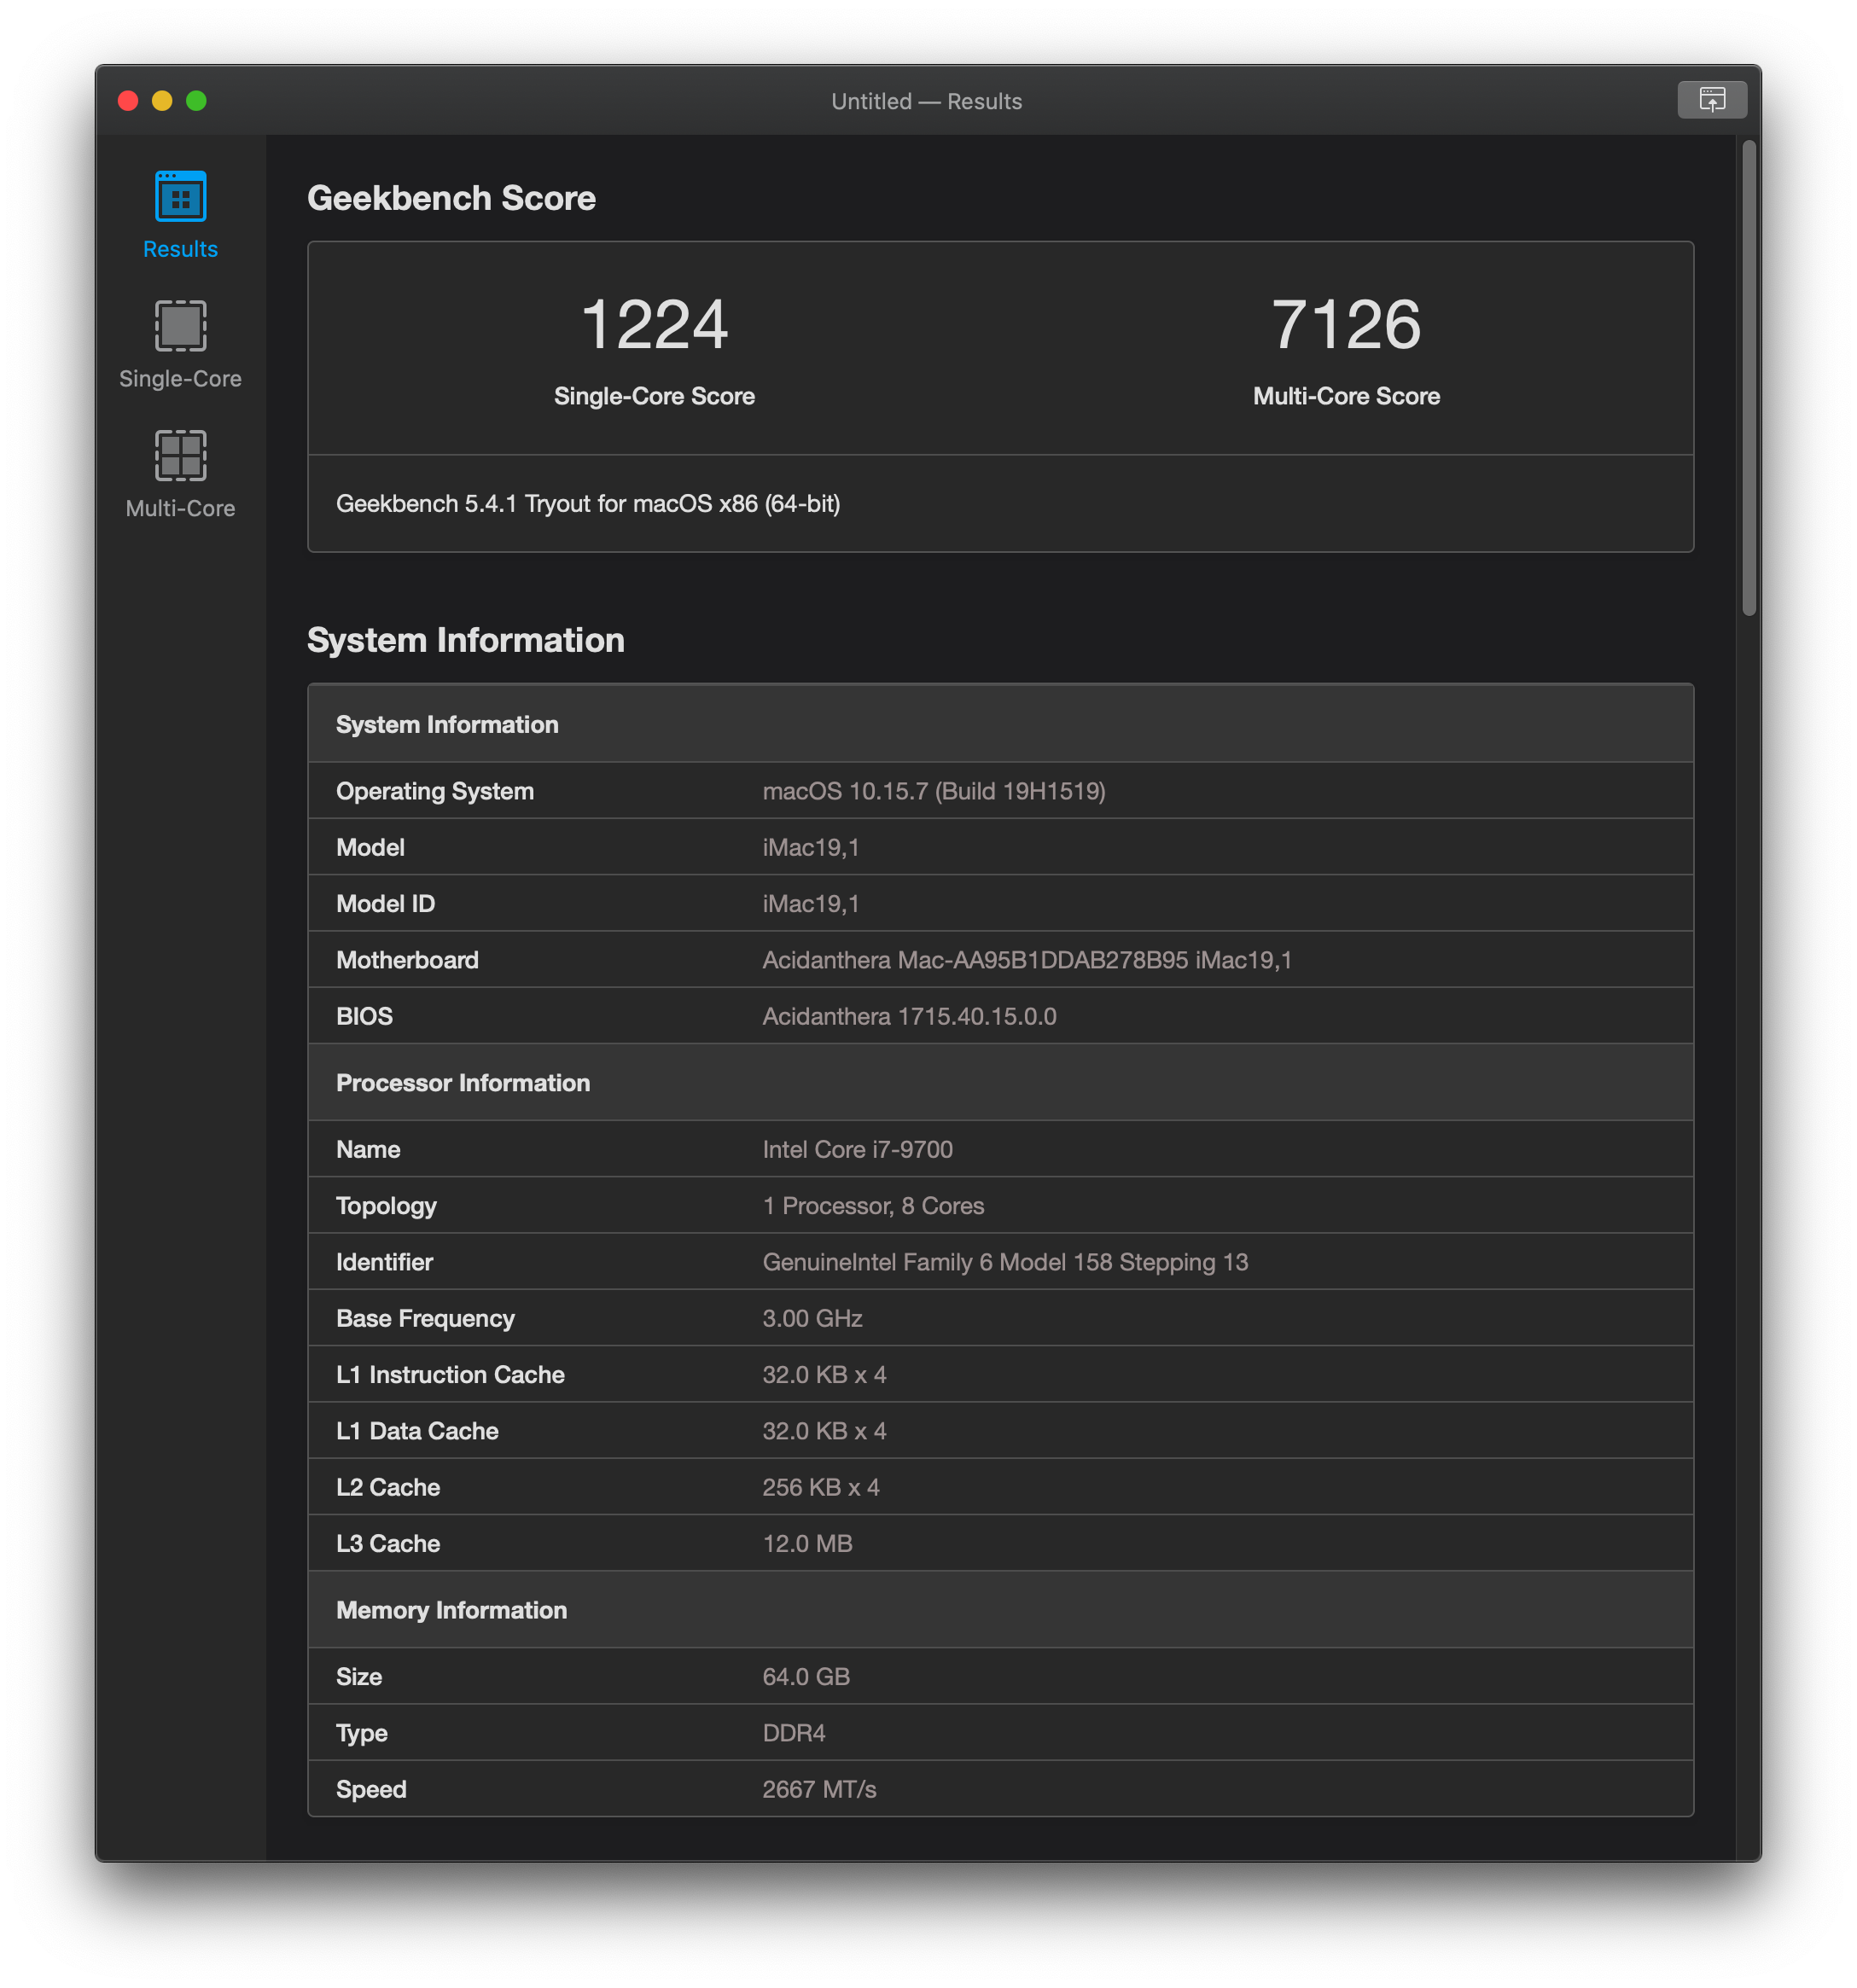 Untitled — Results
Results
Single-Core
Multi-Core
Geekbench Score
1224 7126
Single-Core Score Multi-Core Score
Geekbench 5.4.1 Tryout for macOS x86 (64-bit)
System Information
System Information
Operating System macOS 10.15.7 (Build 19H1519)
Model iMac19,1
Model ID iMac19,1
Motherboard Acidanthera Mac-AA95B1DDAB278B95 iMac19,1
BIOS Acidanthera 1715.40.15.0.0
Processor Information
Name Intel Core i7-9700
Topology 1 Processor, 8 Cores
Identifier GenuineIntel Family 6 Model 158 Stepping 13
Base Frequency 3.00 GHz
L1 Instruction Cache 32.0 KB x 4
L1 Data Cache 32.0 KB x 4
L2 Cache 256 KB x 4
L3 Cache 12.0 MB
Memory Information
Size 64.0 GB
Type DDR4
Speed 2667 MT/s